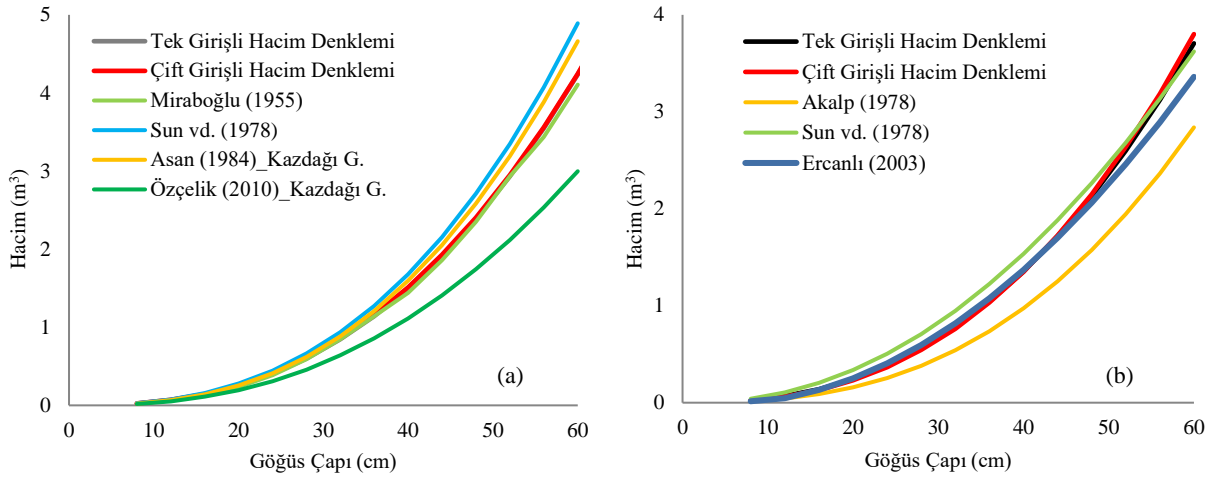 5
4
3
2
1
0
Hacim (m³)
Tek Girişli Hacim Denklemi
Çift Girişli Hacim Denklemi
Miraboğlu (1955)
Sun vd. (1978)
Asan (1984)_Kazdağı G.
Özçelik (2010)_Kazdağı G.
(a)
0 10 20 30 40 50 60
Göğüs Çapı (cm)
4
3
2
1
0
Hacim (m³)
Tek Girişli Hacim Denklemi
Çift Girişli Hacim Denklemi
Akalp (1978)
Sun vd. (1978)
Ercanlı (2003)
(b)
0 10 20 30 40 50 60
Göğüs Çapı (cm)